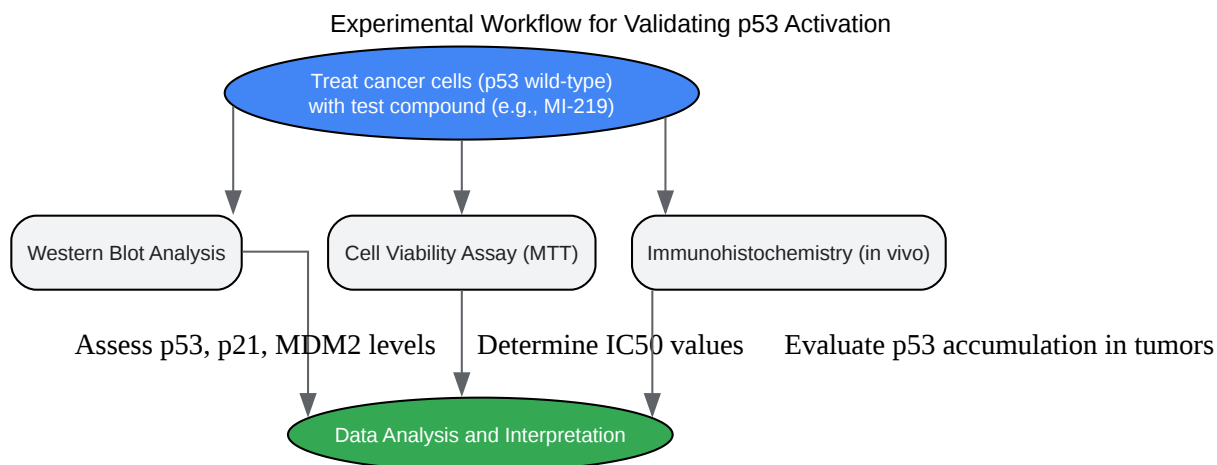 Experimental Workflow for Validating p53 Activation
Treat cancer cells (p53 wild-type)
with test compound (e.g., MI-219)
Western Blot Analysis
Cell Viability Assay (MTT)
Immunohistochemistry (in vivo)
Assess p53, p21, MDM2 levels
Determine IC50 values
Evaluate p53 accumulation in tumors
Data Analysis and Interpretation